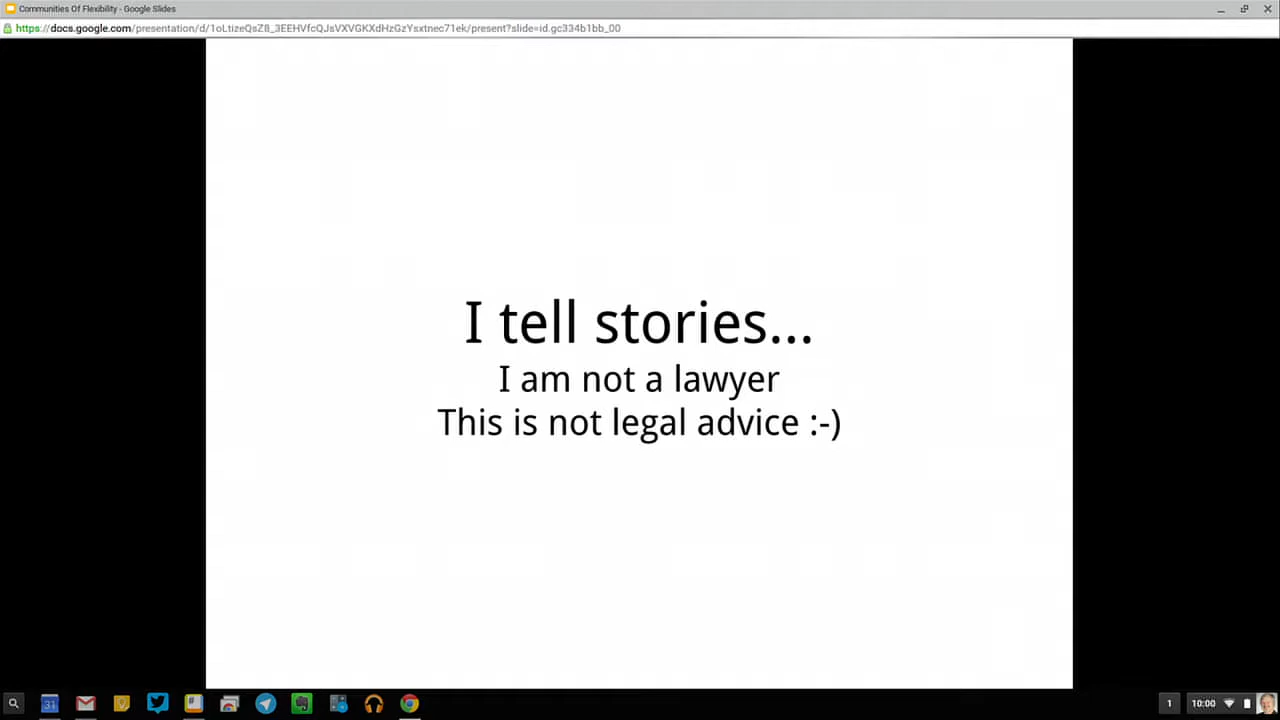 Communities Of Flexibility - Google Slides
https://docs.google.com/presentation/d/1oLtizeQsZ8_3EEHVfcQJsVXVGKXdHzGzYsxtnec71ek/present?slide=id.gc334b1bb_00
I tell stories...
I am not a lawyer
This is not legal advice :-)
31
1
10:00